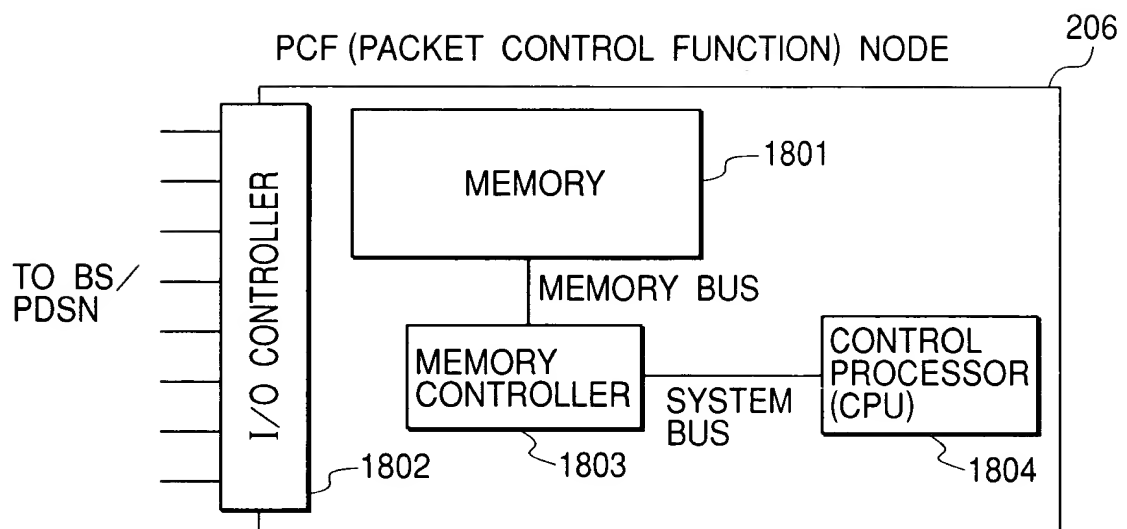 206
PCF (PACKET CONTROL FUNCTION) NODE
MEMORY
1801
I/O CONTROLLER
TO BS/
PDSN
MEMORY BUS
MEMORY
CONTROLLER
SYSTEM
BUS
CONTROL
PROCESSOR
(CPU)
1802
1803
1804